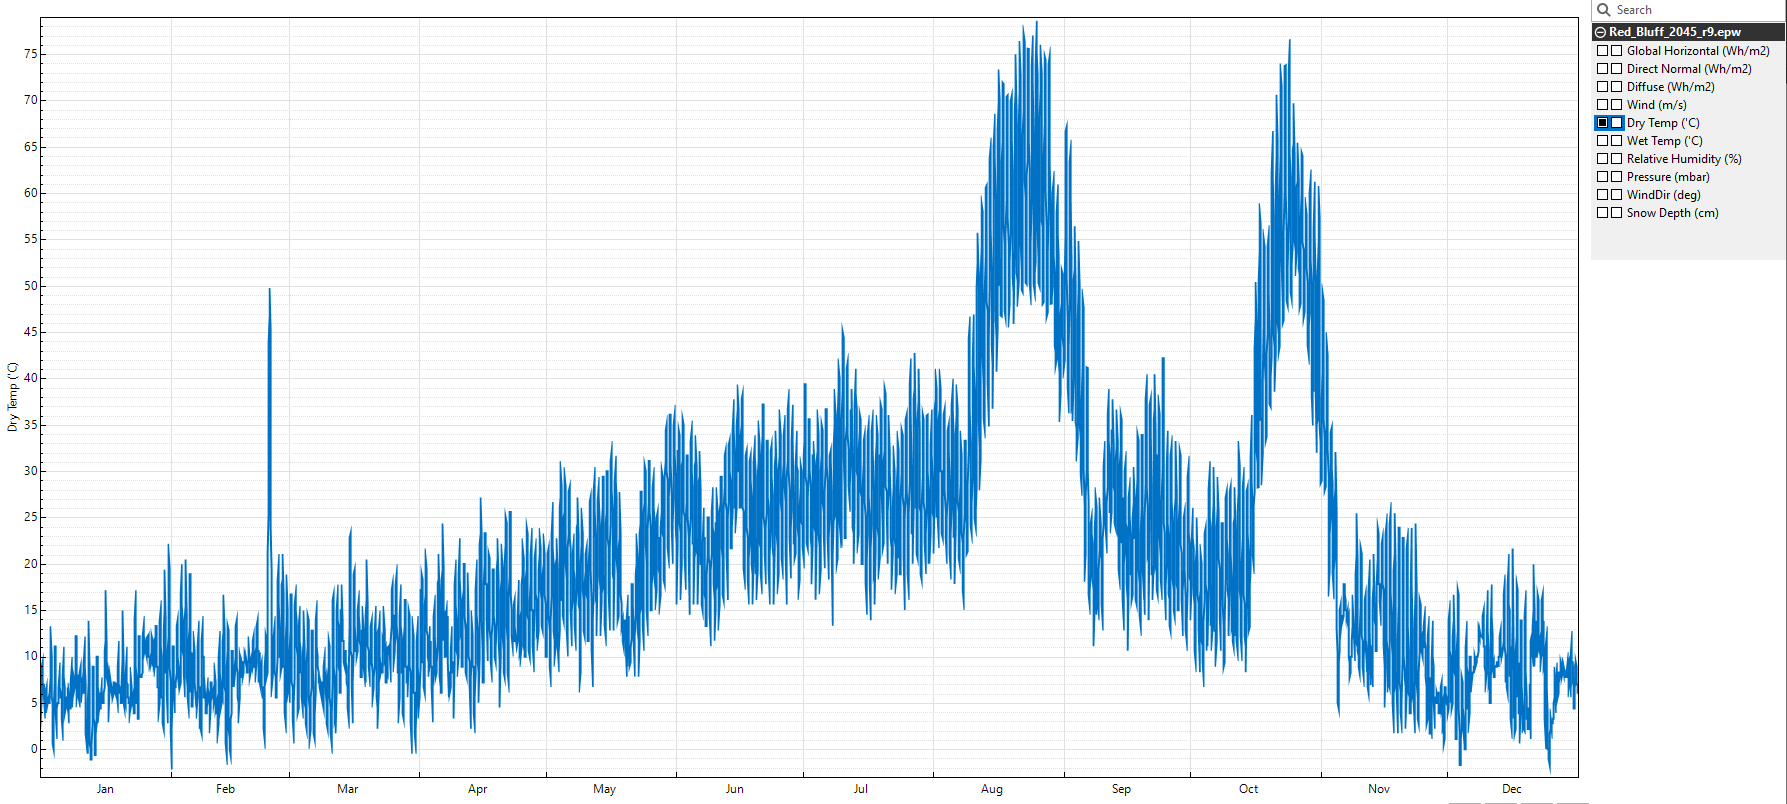 Search
Red_Bluff_2045_r9.epw
Global Horizontal (Wh/m2)
Direct Normal (Wh/m2)
Diffuse (Wh/m2)
Wind (m/s)
Dry Temp (°C)
Wet Temp (°C)
Relative Humidity (%)
Pressure (mbar)
WindDir (deg)
Snow Depth (cm)
Dry Temp (°C)
75
70
65
60
55
50
45
40
35
30
25
20
15
10
5
0
Jan Feb Mar Apr May Jun Jul Aug Sep Oct Nov Dec